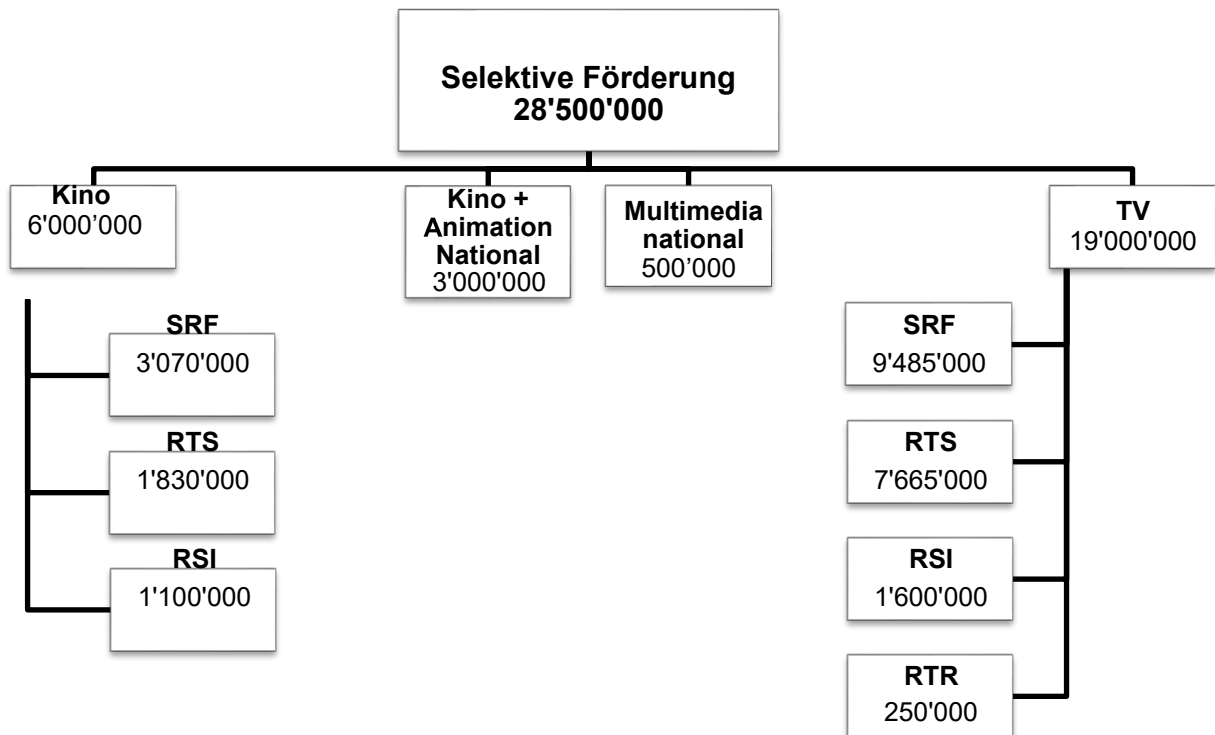 Selektive Förderung
28'500'000
Kino
6'000’000
Kino +
Animation
National
3'000'000
Multimedia
national
500’000
TV
19'000'000
SRF
3'070'000
RTS
1'830'000
RSI
1'100'000
SRF
9'485'000
RTS
7'665'000
RSI
1'600'000
RTR
250'000